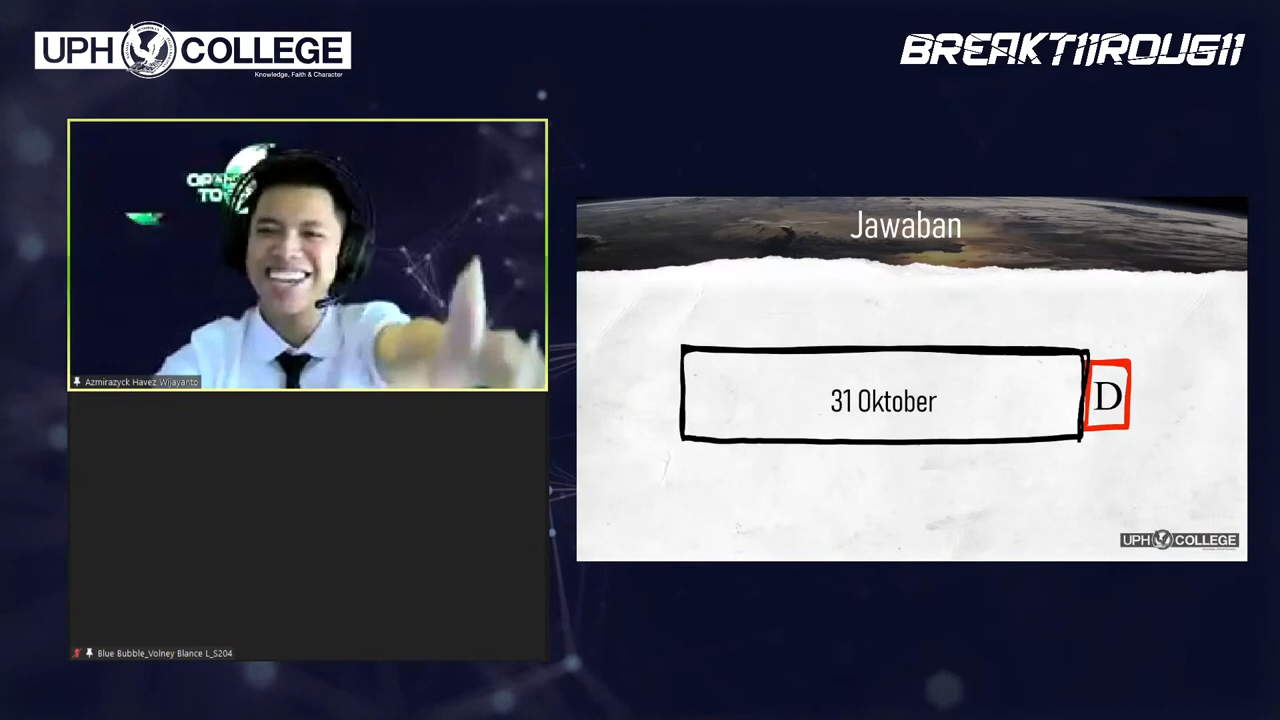 UPH COLLEGE
Knowledge, Faith & Character
BREAKTHROUGH
Azmirazyck Havez Wijayanto
Blue Bubble_Volney Blance L_S204
Jawaban
31 Oktober
D
UPH COLLEGE